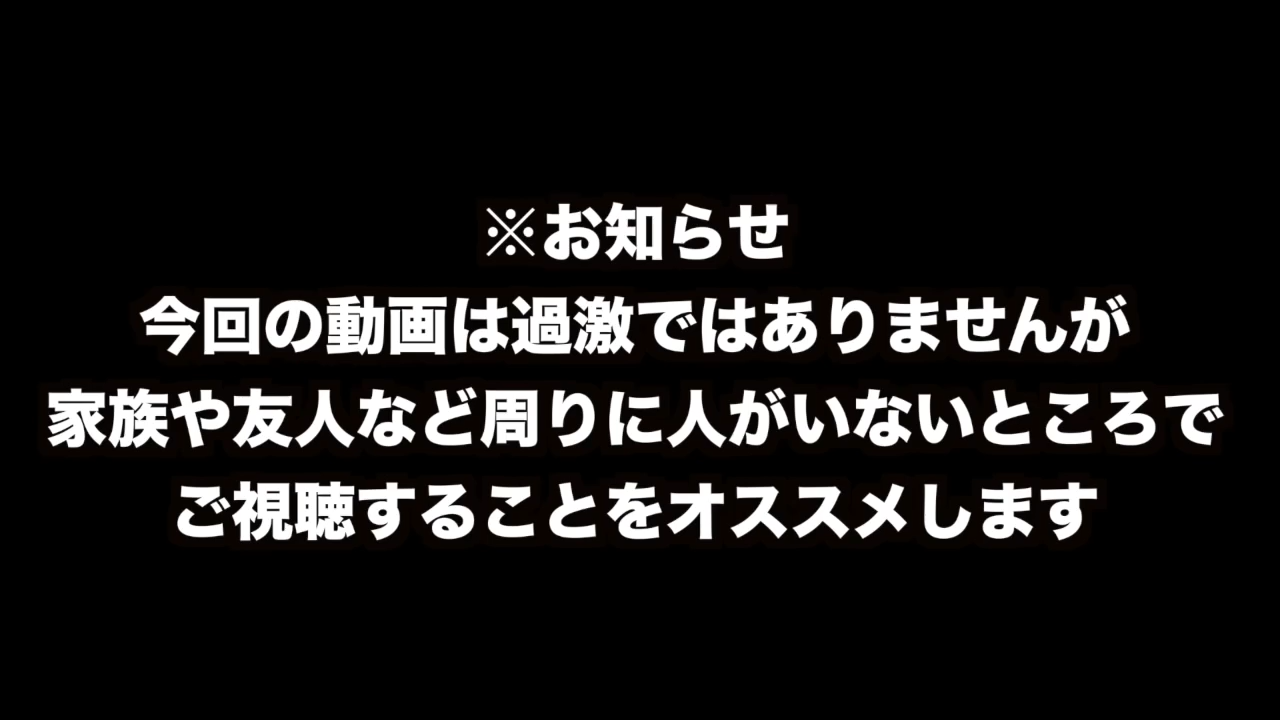 ※お知らせ
今回の動画は過激ではありませんが
家族や友人など周りに人がいないところで
ご視聴することをオススメします